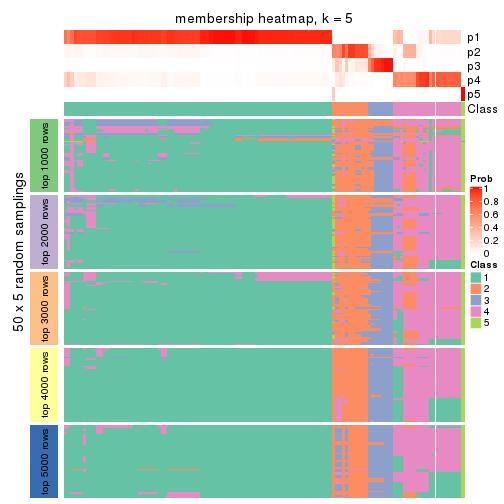 membership heatmap, k = 5
p1
p2
p3
p4
p5
Class
50 x 5 random samplings
top 1000 rows
top 2000 rows
top 3000 rows
top 4000 rows
top 5000 rows
Prob
1
0.8
0.6
0.4
0.2
0
Class
1
2
3
4
5